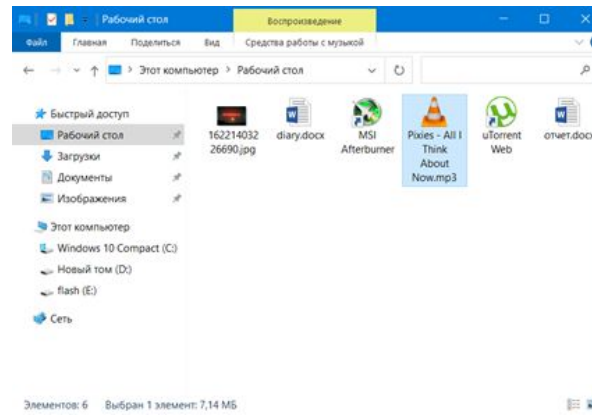 Рабочий стол
Воспроизведение
Файл Главная Поделиться Вид Средства работы с музыкой
Этот компьютер > Рабочий стол
Быстрый доступ
Рабочий стол
Загрузки
Документы
Изображения
Этот компьютер
Windows 10 Compact (C:)
Новый том (D:)
flash (E:)
Сеть
162214032
26690.jpg
diary.docx
MSI
Afterburner
Pixies - All I
Think
About
Now.mp3
uTorrent
Web
отчет.docx
Элементов: 6 Выбран 1 элемент: 7,14 МБ